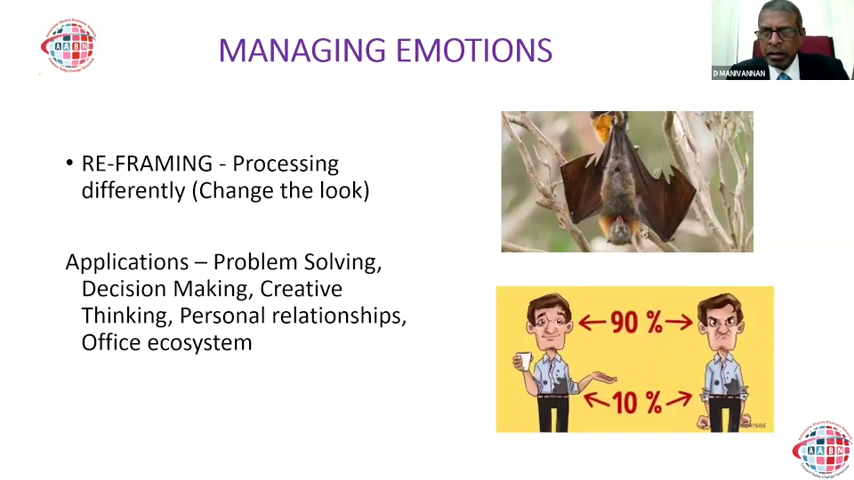 MANAGING EMOTIONS
D MANIVANNAN
• RE-FRAMING - Processing
differently (Change the look)
Applications – Problem Solving,
Decision Making, Creative
Thinking, Personal relationships,
Office ecosystem
90 %
10 %
AABN
AABN